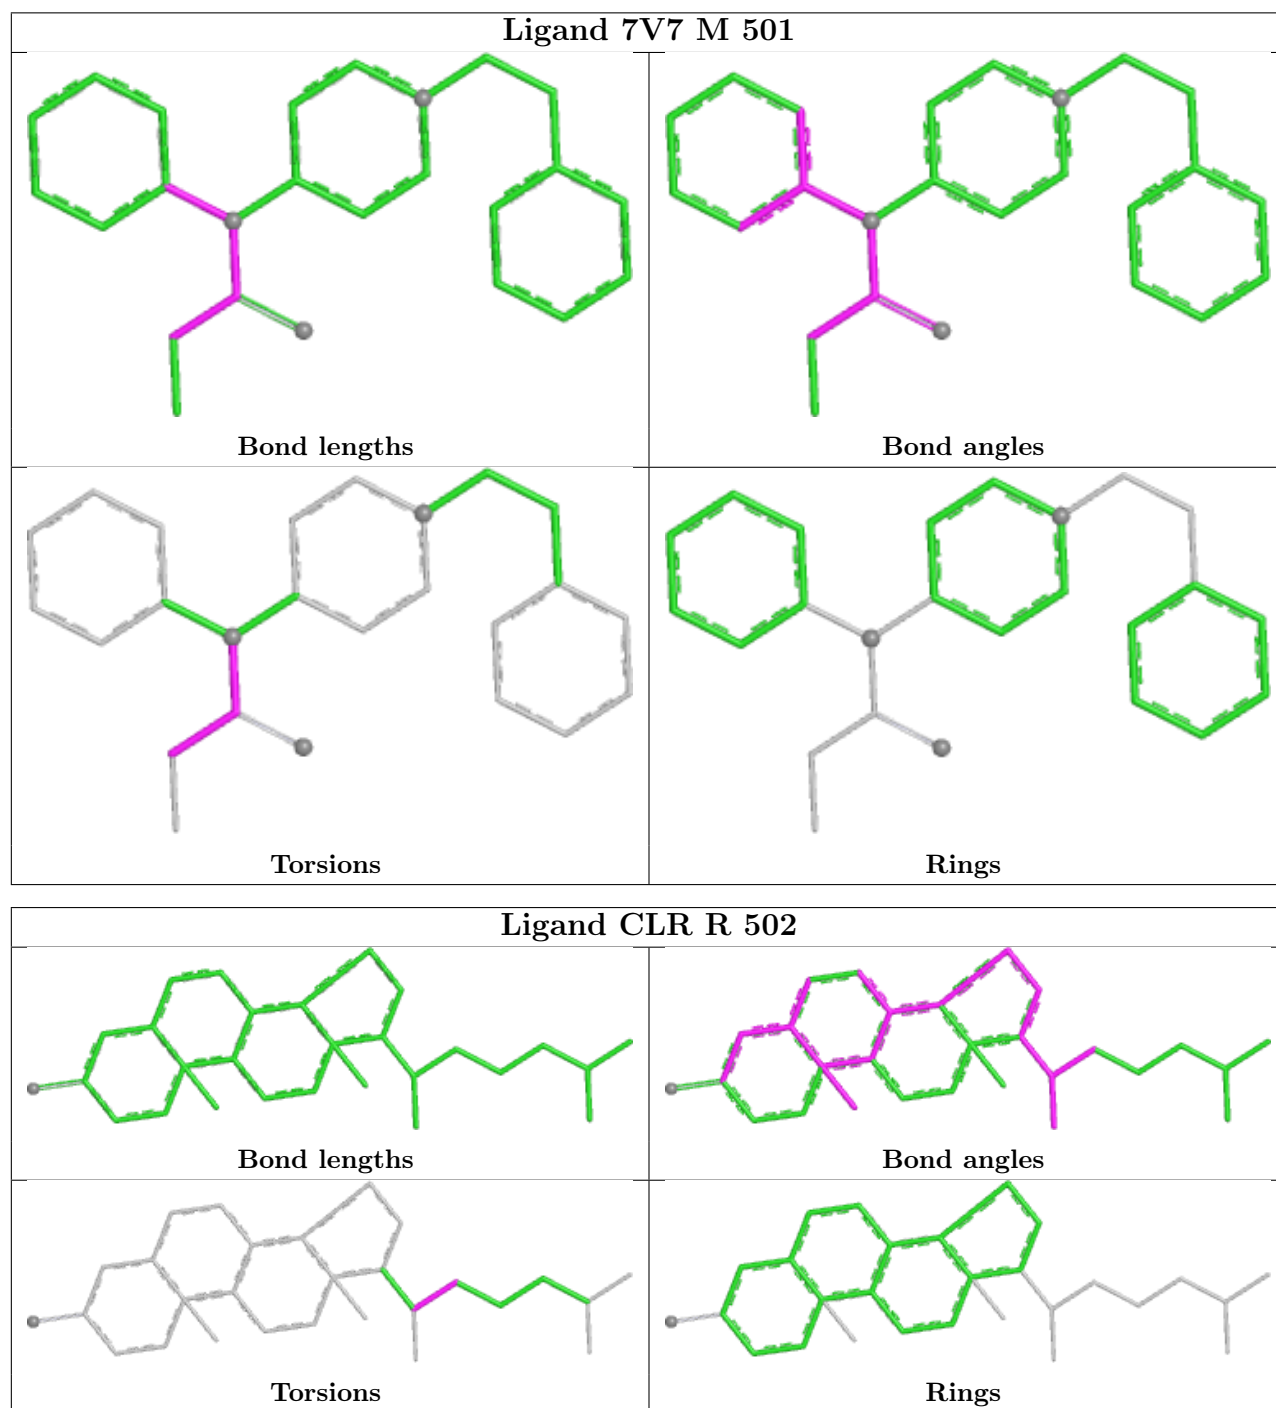 Ligand 7V7 M 501
Bond lengths
Bond angles
Torsions
Rings
Ligand CLR R 502
Bond lengths
Bond angles
Torsions
Rings